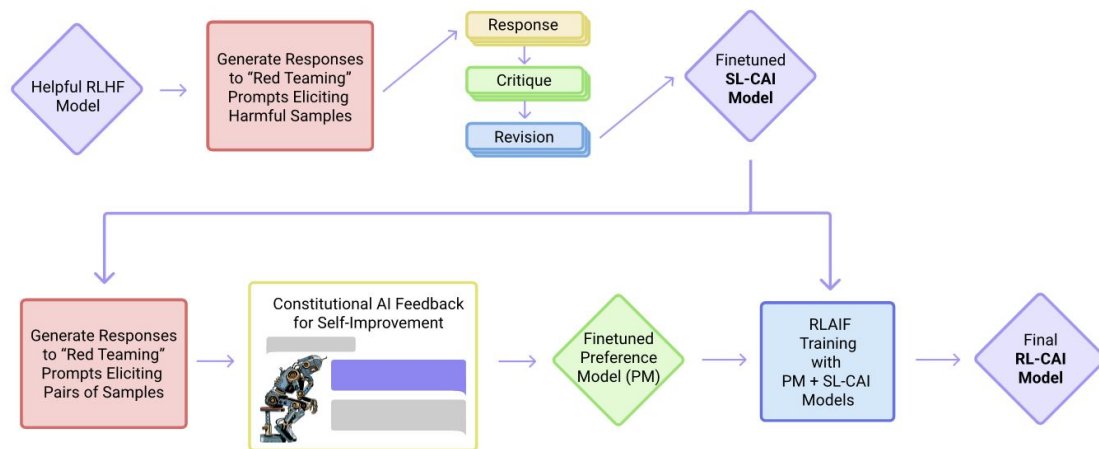 Helpful RLHF
Model
Generate Responses
to “Red Teaming”
Prompts Eliciting
Harmful Samples
Response
Critique
Revision
Finetuned
SL-CAI
Model
Generate Responses
to “Red Teaming”
Prompts Eliciting
Pairs of Samples
Constitutional AI Feedback
for Self-Improvement
Finetuned
Preference
Model (PM)
RLAIF
Training
with
PM + SL-CAI
Models
Final
RL-CAI
Model